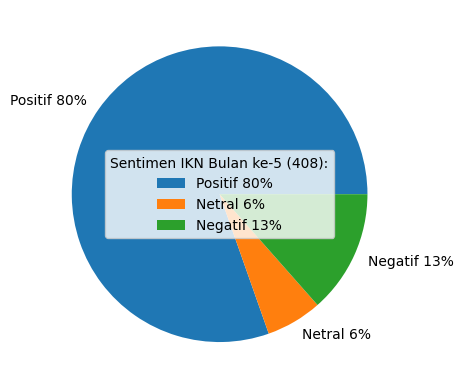 Positif 80%
Sentimen IKN Bulan ke-5 (408):
Positif 80%
Netral 6%
Negatif 13%
Negatif 13%
Netral 6%